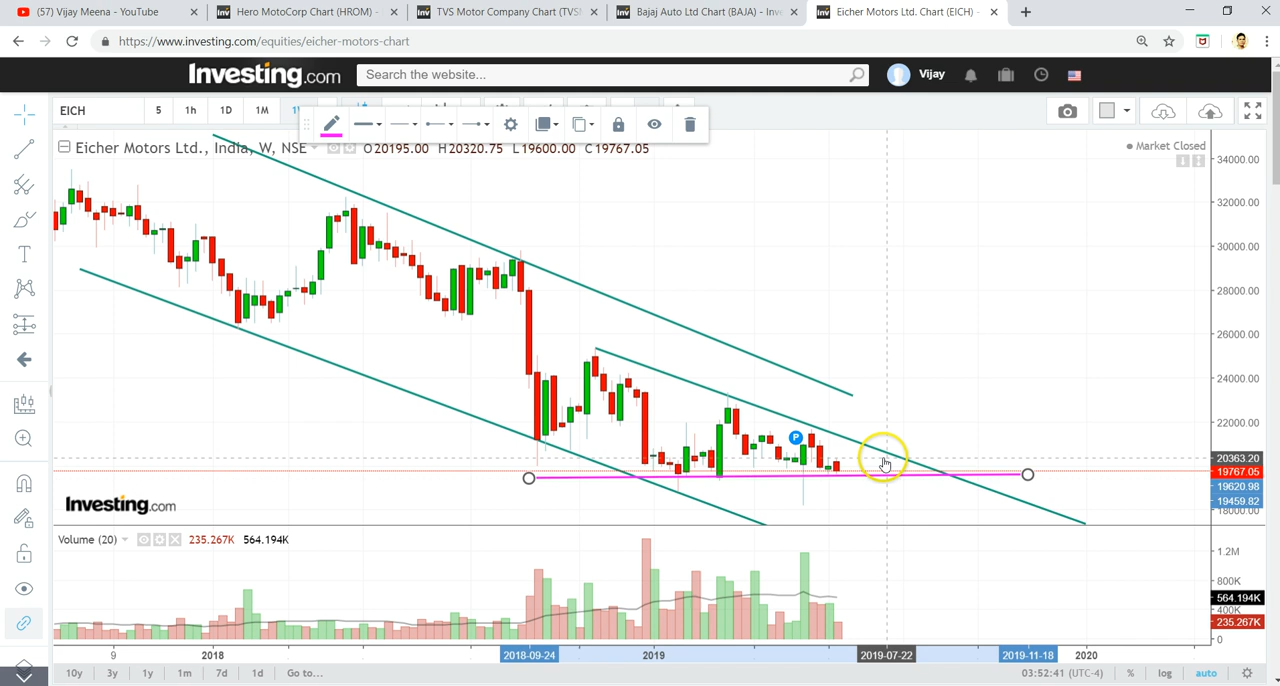 (57) Vijay Meena - YouTube
Hero MotoCorp Chart (HROM) -
TVS Motor Company Chart (TVS
Bajaj Auto Ltd Chart (BAJA) - Inv
Eicher Motors Ltd. Chart (EICH) -
https://www.investing.com/equities/eicher-motors-chart
Investing.com
Search the website...
Vijay
EICH
5
1h
1D
1M
Eicher Motors Ltd., India, W, NSE
O20195.00 H20320.75 L19600.00 C19767.05
Market Closed
34000.00
32000.00
30000.00
28000.00
26000.00
24000.00
22000.00
20363.20
19767.05
19620.98
19459.82
18000.00
P
Investing.com
Volume (20)
235.267K
564.194K
1.2M
800K
564.194K
400K
235.267K
0
9
2018
2018-09-24
2019
2019-07-22
2019-11-18
2020
10y
3y
1y
1m
7d
1d
Go to...
03:52:41 (UTC-4)
%
log
auto